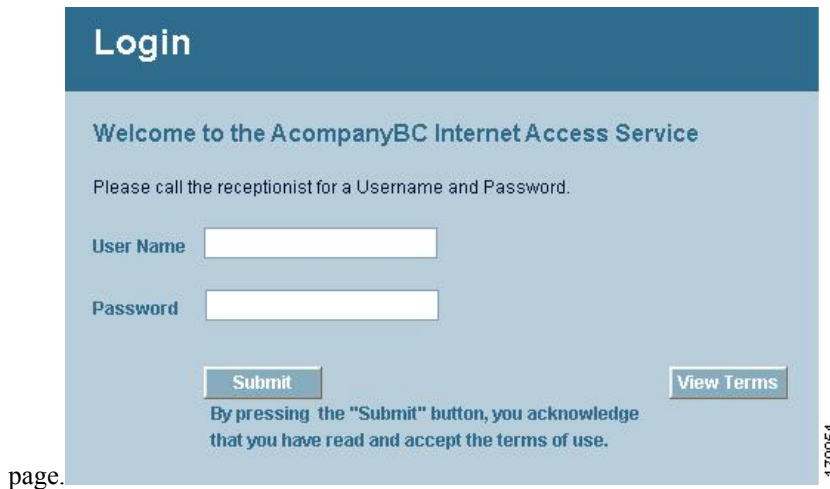 Login
Welcome to the AcompanyBC Internet Access Service
Please call the receptionist for a Username and Password.
User Name
Password
Submit
View Terms
By pressing the "Submit" button, you acknowledge
that you have read and accept the terms of use.
page.